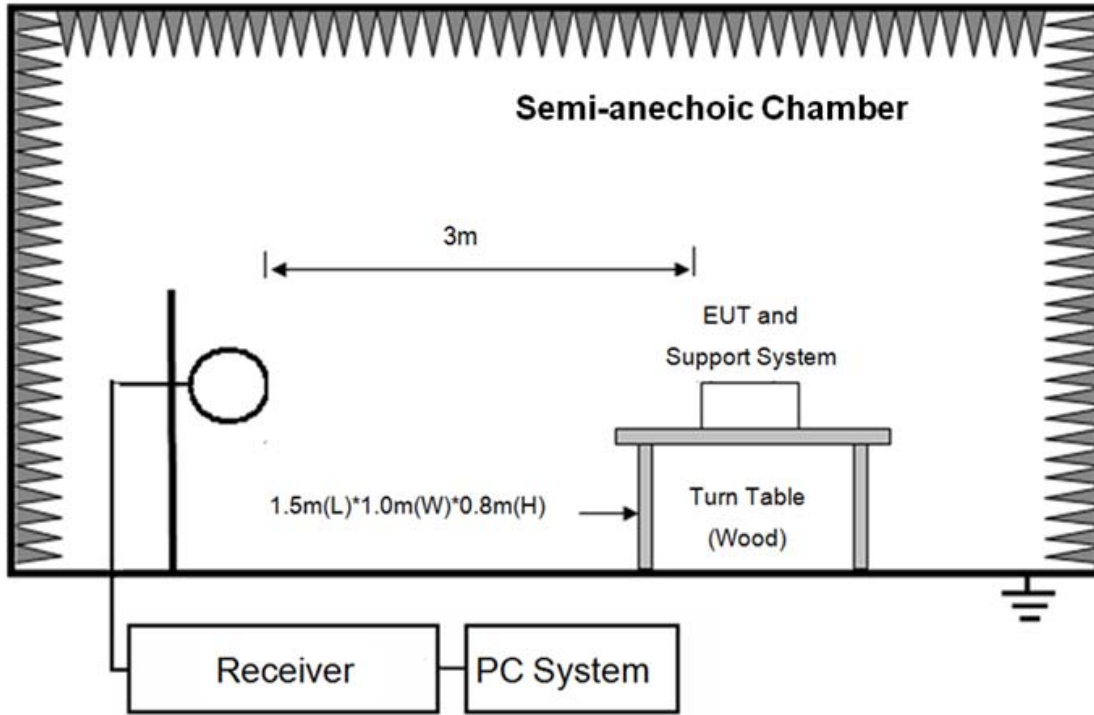 Semi-anechoic Chamber
3m
EUT and
Support System
1.5m(L)*1.0m(W)*0.8m(H)
Turn Table
(Wood)
Receiver
PC System